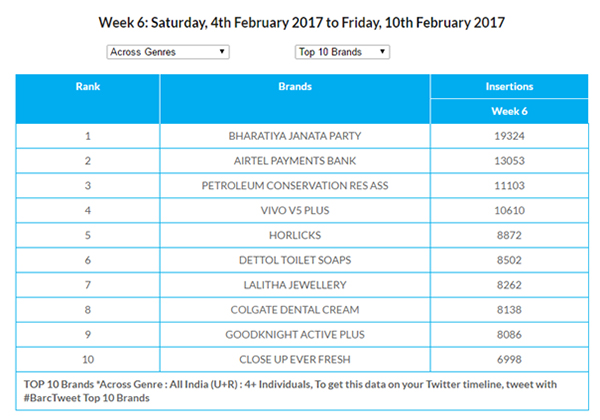 Week 6: Saturday, 4th February 2017 to Friday, 10th February 2017
Across Genres Top 10 Brands
Rank Brands Insertions
Week 6
1 BHARATIYA JANATA PARTY 19324
2 AIRTEL PAYMENTS BANK 13053
3 PETROLEUM CONSERVATION RES ASS 11103
4 VIVO V5 PLUS 10610
5 HORLICKS 8872
6 DETTOL TOILET SOAPS 8502
7 LALITHA JEWELLERY 8262
8 COLGATE DENTAL CREAM 8138
9 GOODKNIGHT ACTIVE PLUS 8086
10 CLOSE UP EVER FRESH 6998
TOP 10 Brands *Across Genre : All India (U+R) : 4+ Individuals, To get this data on your Twitter timeline, tweet with
#BarcTweet Top 10 Brands